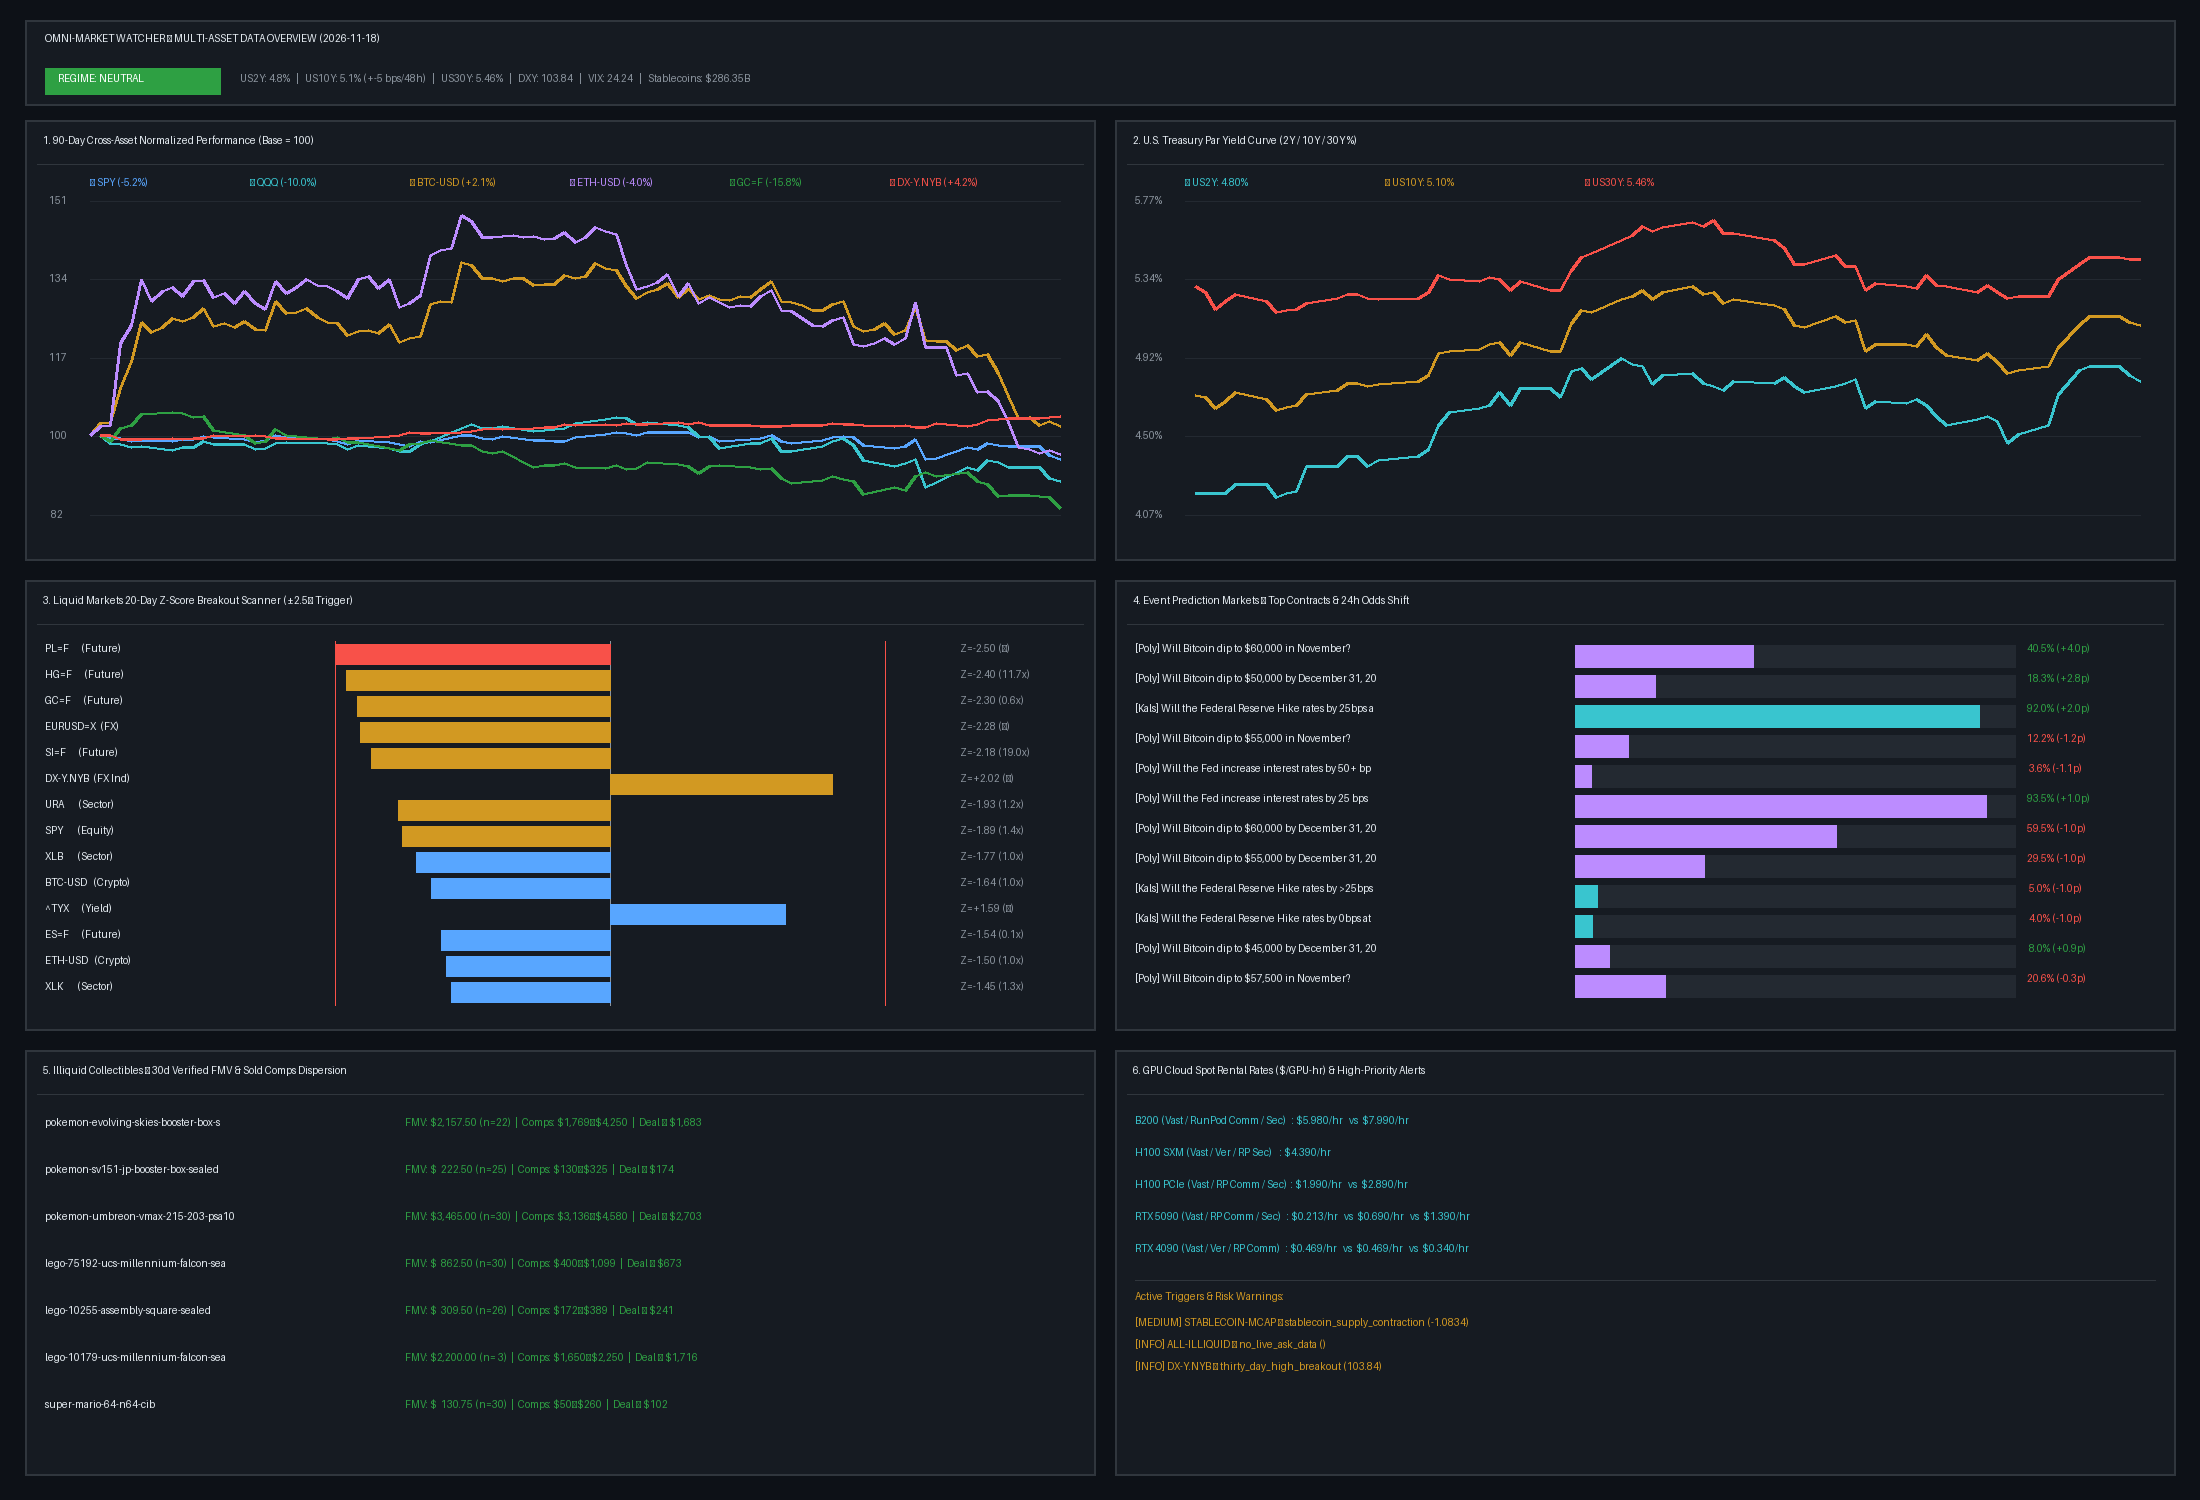 OMNI-MARKET WATCHER▯MULTI-ASSET DATA OVERVIEW (2026-11-18)
REGIME: NEUTRAL
US2Y: 4.8% | US10Y: 5.1% (+-5 bps/48h) | US30Y: 5.46% | DXY: 103.84 | VIX: 24.24 | Stablecoins: $286.35B
1. 90-Day Cross-Asset Normalized Performance (Base = 100)
▯ SPY (-5.2%) ▯ QQQ (-10.0%) ▯ BTC-USD (+2.1%) ▯ ETH-USD (-4.0%) ▯ GC=F (-15.8%) ▯ DX-Y.NYB (+4.2%)
151
134
117
100
82
2. U.S. Treasury Par Yield Curve (2Y / 10Y / 30Y %)
▯ US2Y: 4.80% ▯ US10Y: 5.10% ▯ US30Y: 5.46%
5.77%
5.34%
4.92%
4.50%
4.07%
3. Liquid Markets 20-Day Z-Score Breakout Scanner (±2.5▯ Trigger)
PL=F (Future) Z=-2.50 (▯)
HG=F (Future) Z=-2.40 (11.7x)
GC=F (Future) Z=-2.30 (0.6x)
EURUSD=X (FX) Z=-2.28 (▯)
SI=F (Future) Z=-2.18 (19.0x)
DX-Y.NYB (FX Ind) Z=+2.02 (▯)
URA (Sector) Z=-1.93 (1.2x)
SPY (Equity) Z=-1.89 (1.4x)
XLB (Sector) Z=-1.77 (1.0x)
BTC-USD (Crypto) Z=-1.64 (1.0x)
^TYX (Yield) Z=+1.59 (▯)
ES=F (Future) Z=-1.54 (0.1x)
ETH-USD (Crypto) Z=-1.50 (1.0x)
XLK (Sector) Z=-1.45 (1.3x)
4. Event Prediction Markets ▯ Top Contracts & 24h Odds Shift
[Poly] Will Bitcoin dip to $60,000 in November? 40.5% (+4.0p)
[Poly] Will Bitcoin dip to $50,000 by December 31, 20 18.3% (+2.8p)
[Kals] Will the Federal Reserve Hike rates by 25bps a 92.0% (+2.0p)
[Poly] Will Bitcoin dip to $55,000 in November? 12.2% (-1.2p)
[Poly] Will the Fed increase interest rates by 50+ bp 3.6% (-1.1p)
[Poly] Will the Fed increase interest rates by 25 bps 93.5% (+1.0p)
[Poly] Will Bitcoin dip to $60,000 by December 31, 20 59.5% (-1.0p)
[Poly] Will Bitcoin dip to $55,000 by December 31, 20 29.5% (-1.0p)
[Kals] Will the Federal Reserve Hike rates by >25bps 5.0% (-1.0p)
[Kals] Will the Federal Reserve Hike rates by 0bps at 4.0% (-1.0p)
[Poly] Will Bitcoin dip to $45,000 by December 31, 20 8.0% (+0.9p)
[Poly] Will Bitcoin dip to $57,500 in November? 20.6% (-0.3p)
5. Illiquid Collectibles ▯ 30d Verified FMV & Sold Comps Dispersion
pokemon-evolving-skies-booster-box-s FMV: $2,157.50 (n=22) | Comps: $1,769▯$4,250 | Deal ▯ $1,683
pokemon-sv151-jp-booster-box-sealed FMV: $ 222.50 (n=25) | Comps: $130▯$325 | Deal ▯ $174
pokemon-umbreon-vmax-215-203-psa10 FMV: $3,465.00 (n=30) | Comps: $3,136▯$4,580 | Deal ▯ $2,703
lego-75192-ucs-millennium-falcon-sea FMV: $ 862.50 (n=30) | Comps: $400▯$1,099 | Deal ▯ $673
lego-10255-assembly-square-sealed FMV: $ 309.50 (n=26) | Comps: $172▯$389 | Deal ▯ $241
lego-10179-ucs-millennium-falcon-sea FMV: $2,200.00 (n= 3) | Comps: $1,650▯$2,250 | Deal ▯ $1,716
super-mario-64-n64-cib FMV: $ 130.75 (n=30) | Comps: $50▯$260 | Deal ▯ $102
6. GPU Cloud Spot Rental Rates ($/GPU-hr) & High-Priority Alerts
B200 (Vast / RunPod Comm / Sec) : $5.980/hr vs $7.990/hr
H100 SXM (Vast / Ver / RP Sec) : $4.390/hr
H100 PCIe (Vast / RP Comm / Sec) : $1.990/hr vs $2.890/hr
RTX 5090 (Vast / RP Comm / Sec) : $0.213/hr vs $0.690/hr vs $1.390/hr
RTX 4090 (Vast / Ver / RP Comm) : $0.469/hr vs $0.469/hr vs $0.340/hr
Active Triggers & Risk Warnings:
[MEDIUM] STABLECOIN-MCAP ▯ stablecoin_supply_contraction (-1.0834)
[INFO] ALL-ILLIQUID ▯ no_live_ask_data ()
[INFO] DX-Y.NYB ▯ thirty_day_high_breakout (103.84)